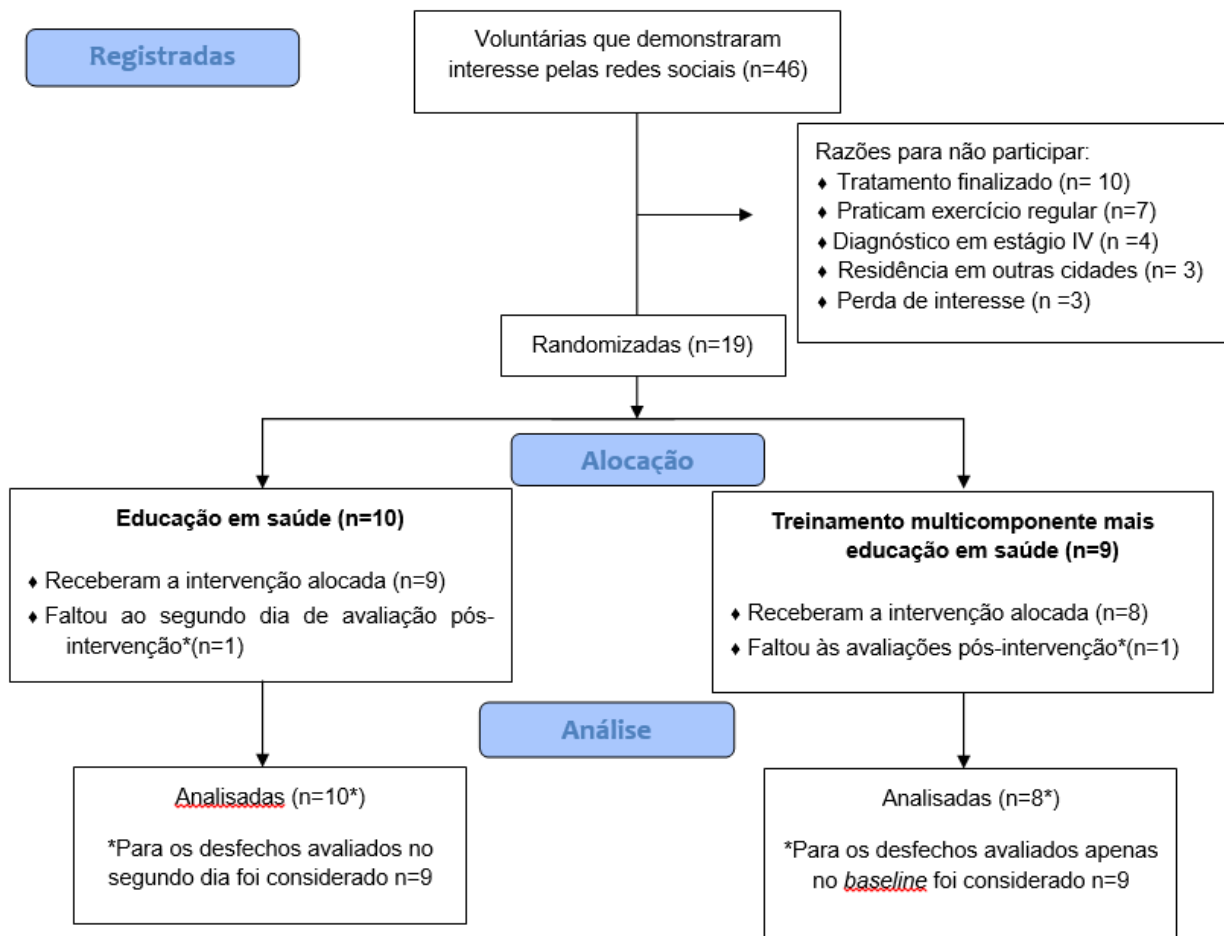 Registradas
Voluntárias que demonstraram
interesse pelas redes sociais (n=46)
Razões para não participar:
♦ Tratamento finalizado (n= 10)
♦ Praticam exercício regular (n=7)
♦ Diagnóstico em estágio IV (n =4)
♦ Residência em outras cidades (n= 3)
♦ Perda de interesse (n =3)
Randomizadas (n=19)
Alocação
Educação em saúde (n=10)
♦ Receberam a intervenção alocada (n=9)
♦ Faltou ao segundo dia de avaliação pós-
intervenção*(n=1)
Treinamento multicomponente mais
educação em saúde (n=9)
♦ Receberam a intervenção alocada (n=8)
♦ Faltou às avaliações pós-intervenção*(n=1)
Análise
Analisadas (n=10*)
*Para os desfechos avaliados no
segundo dia foi considerado n=9
Analisadas (n=8*)
*Para os desfechos avaliados apenas
no baseline foi considerado n=9